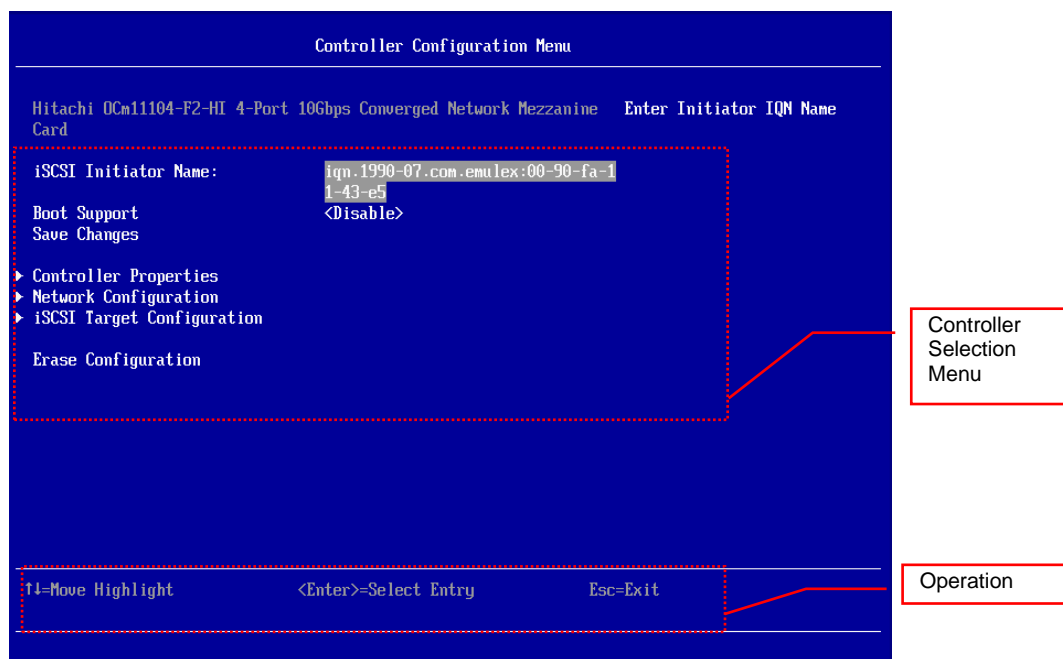 Controller Configuration Menu
Hitachi OCm11104-F2-HI 4-Port 10Gbps Converged Network Mezzanine
Card
Enter Initiator IQN Name
iSCSI Initiator Name:
iqn.1990-07.com.emulex:00-90-fa-1
1-43-e5
Boot Support <Disable>
Save Changes
Controller Properties
Network Configuration
iSCSI Target Configuration
Erase Configuration
Controller
Selection
Menu
↑↓=Move Highlight <Enter>=Select Entry Esc=Exit
Operation